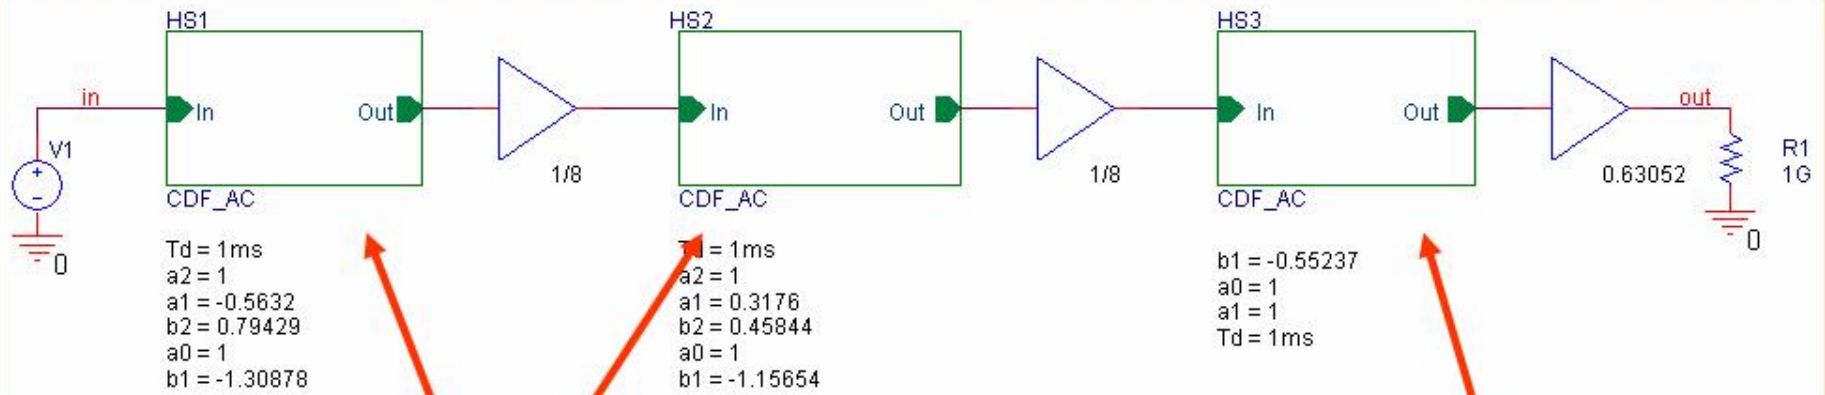 HS1
HS2
HS3
in
In
Out
In
Out
In
Out
out
V1
R1
1G
1/8
1/8
0.63052
CDF_AC
CDF_AC
CDF_AC
0
0
Td = 1ms
a2 = 1
a1 = -0.5632
b2 = 0.79429
a0 = 1
b1 = -1.30878
Td = 1ms
a2 = 1
a1 = 0.3176
b2 = 0.45844
a0 = 1
b1 = -1.15654
b1 = -0.55237
a0 = 1
a1 = 1
Td = 1ms